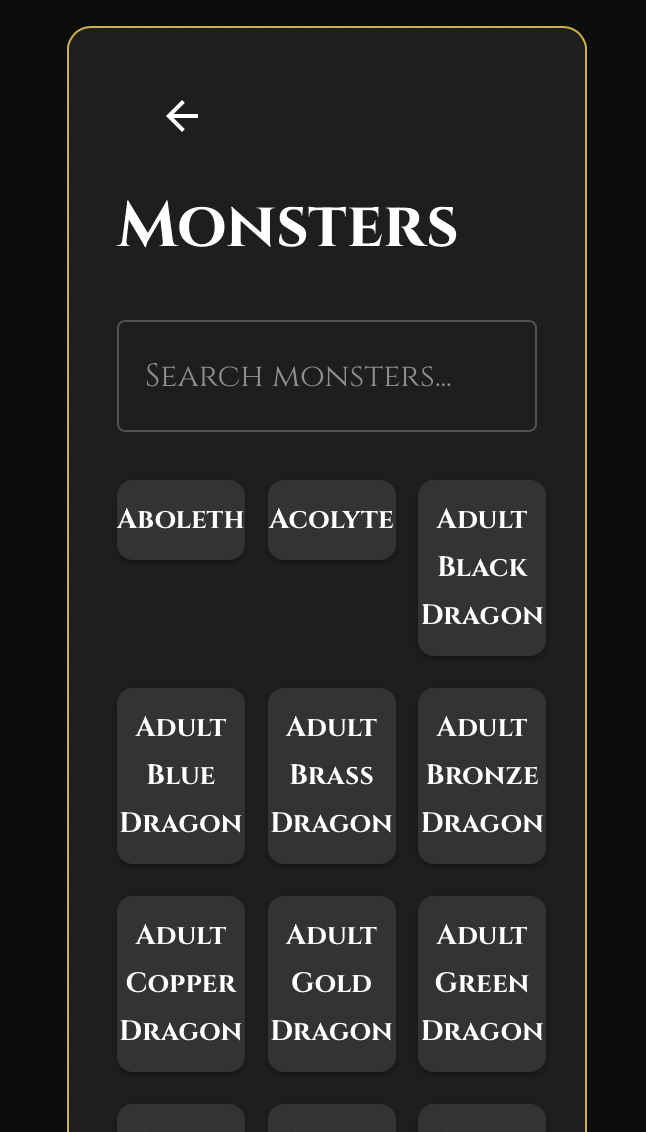 Monsters
Search monsters...
Aboleth
Acolyte
Adult
Black
Dragon
Adult
Blue
Dragon
Adult
Brass
Dragon
Adult
Bronze
Dragon
Adult
Copper
Dragon
Adult
Gold
Dragon
Adult
Green
Dragon